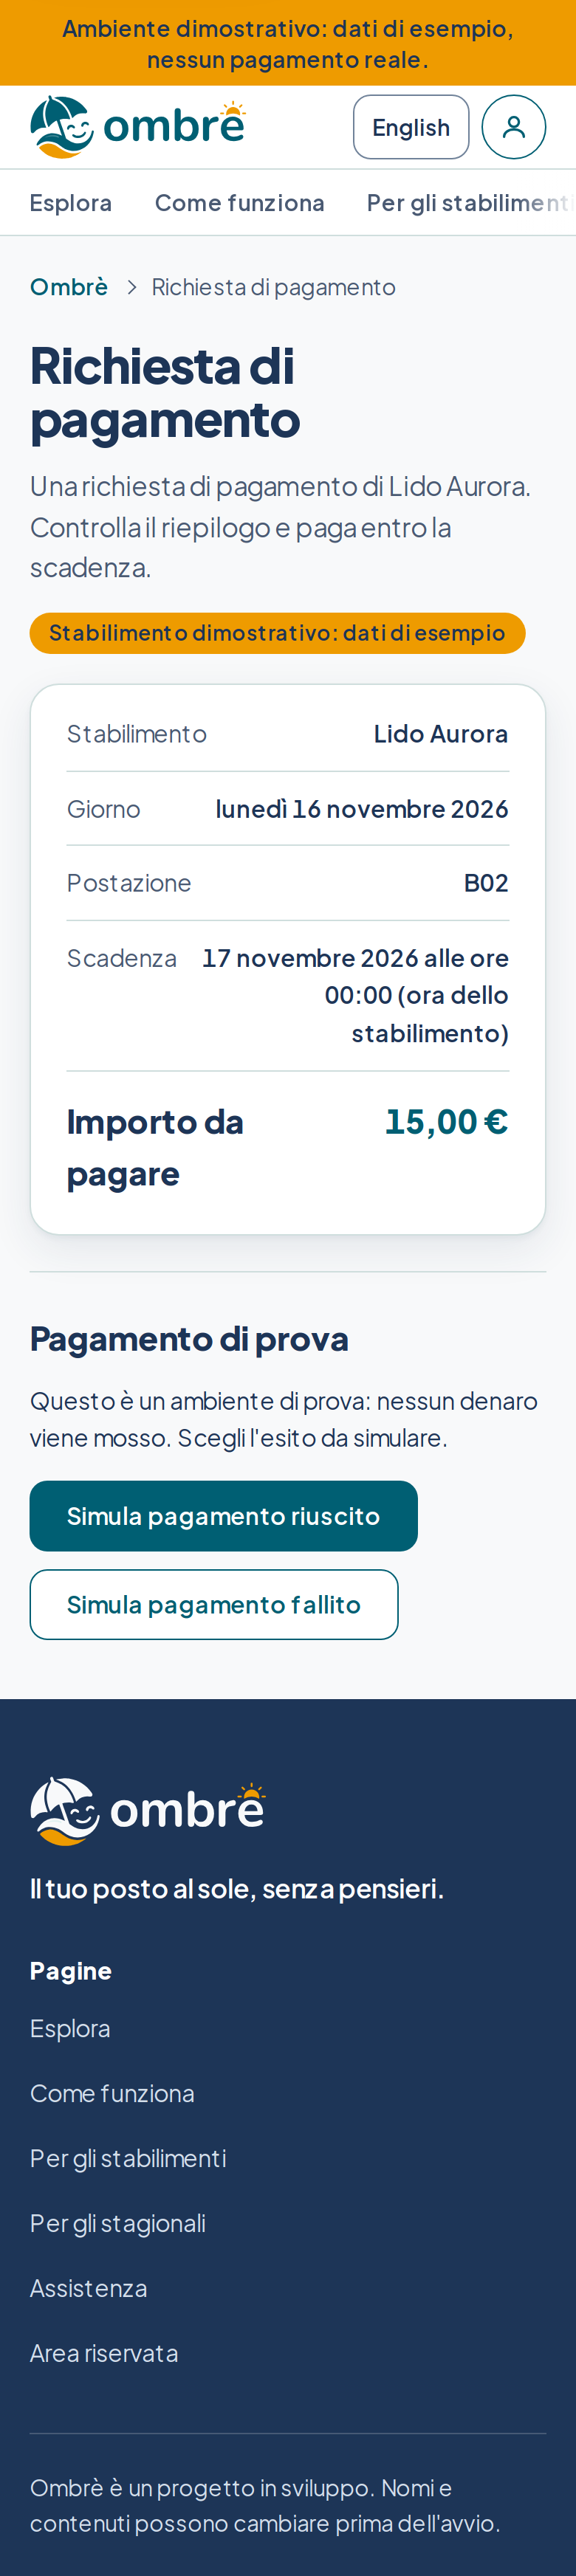 Ambiente dimostrativo: dati di esempio,
nessun pagamento reale.
ombrè
English
Esplora
Come funziona
Per gli stabilimenti
Ombrè
Richiesta di pagamento
Richiesta di
pagamento
Una richiesta di pagamento di Lido Aurora.
Controlla il riepilogo e paga entro la
scadenza.
Stabilimento dimostrativo: dati di esempio
Stabilimento Lido Aurora
Giorno lunedì 16 novembre 2026
Postazione B02
Scadenza 17 novembre 2026 alle ore
00:00 (ora dello
stabilimento)
Importo da 15,00 €
pagare
Pagamento di prova
Questo è un ambiente di prova: nessun denaro
viene mosso. Scegli l'esito da simulare.
Simula pagamento riuscito
Simula pagamento fallito
ombrè
Il tuo posto al sole, senza pensieri.
Pagine
Esplora
Come funziona
Per gli stabilimenti
Per gli stagionali
Assistenza
Area riservata
Ombrè è un progetto in sviluppo. Nomi e
contenuti possono cambiare prima dell'avvio.